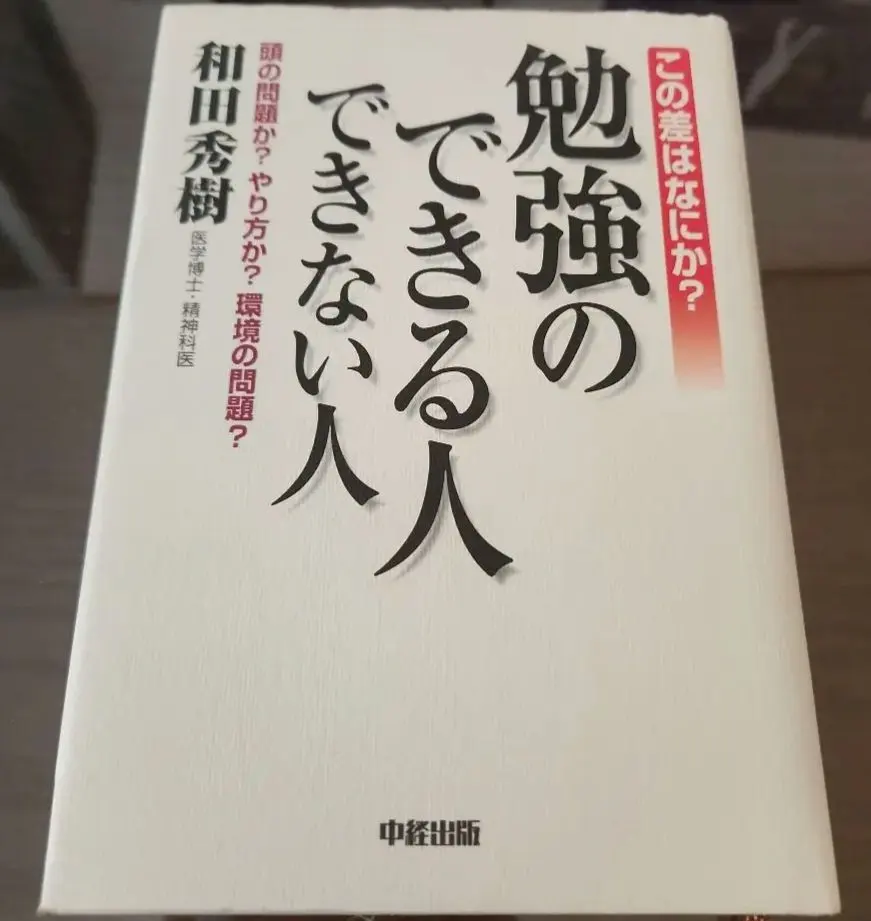 この差はなにか?
勉強の
できる人
できない人
頭の問題か? やり方か? 環境の問題?
和田秀樹
医学博士・精神科医
中経出版